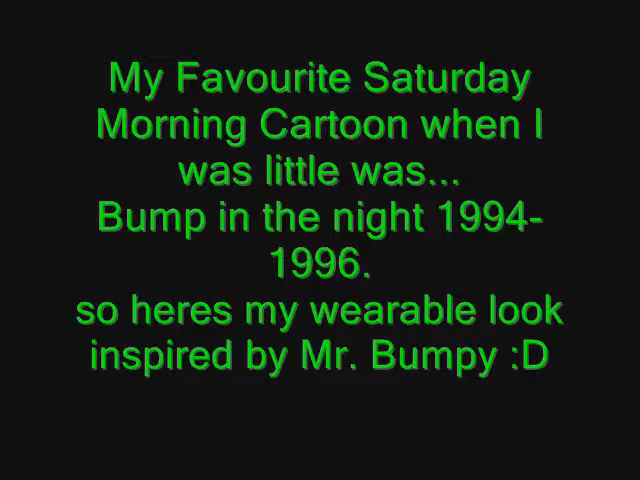 My Favourite Saturday
Morning Cartoon when I
was little was...
Bump in the night 1994-
1996.
so heres my wearable look
inspired by Mr. Bumpy :D